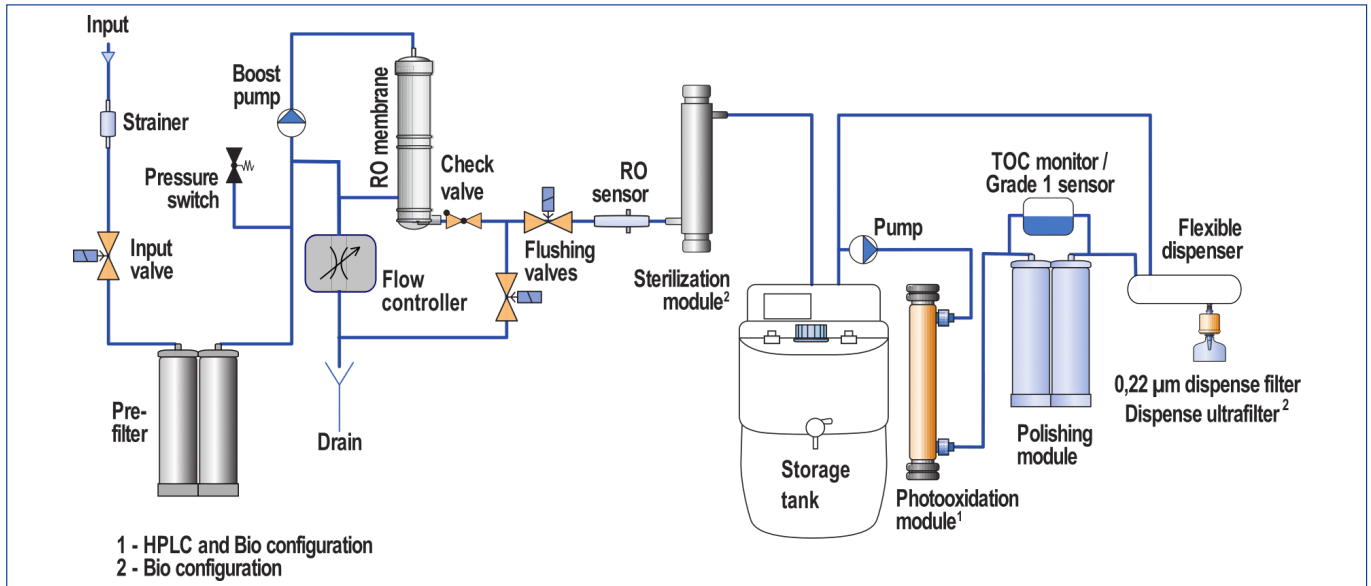 Input
Strainer
Boost
pump
Pressure
switch
Input
valve
Pre-
filter
RO membrane
Check
valve
Flow
controller
Drain
Flushing
valves
RO
sensor
Sterilization
module²
Storage
tank
Pump
Photooxidation
module¹
TOC monitor /
Grade 1 sensor
Polishing
module
Flexible
dispenser
0,22 µm dispense filter
Dispense ultrafilter ²
1 - HPLC and Bio configuration
2 - Bio configuration